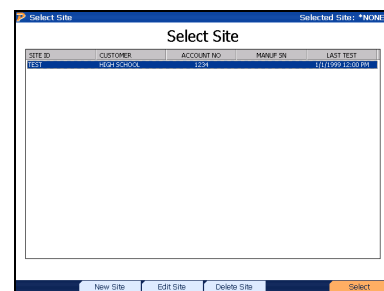 Select Site Selected Site: *NONE
Select Site
SITE ID CUSTOMER ACCOUNT NO MANUF SN LAST TEST
TEST HIGH SCHOOL 1234 1/1/1999 12:00 PM
New Site Edit Site Delete Site Select